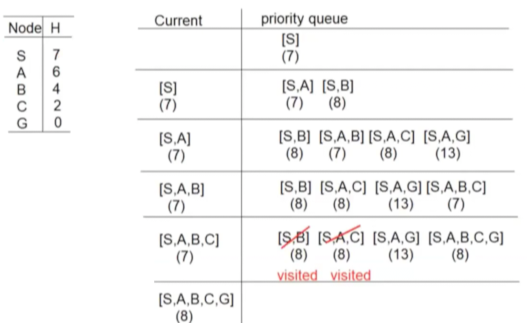 Node H
S 7
A 6
B 4
C 2
G 0
Current priority queue
[S]
(7)
[S] [S,A] [S,B]
(7) (7) (8)
[S,A] [S,B] [S,A,B] [S,A,C] [S,A,G]
(7) (8) (7) (8) (13)
[S,A,B] [S,B] [S,A,C] [S,A,G] [S,A,B,C]
(7) (8) (8) (13) (7)
[S,A,B,C] [S,B] [S,A,C] [S,A,G] [S,A,B,C,G]
(7) (8) (8) (13) (8)
visited visited
[S,A,B,C,G]
(8)